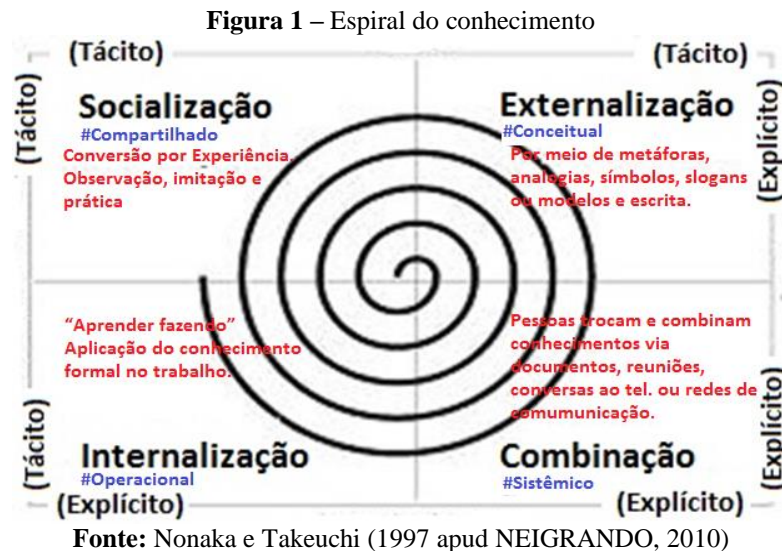 Figura 1 – Espiral do conhecimento
(Tácito)
(Tácito)
(Tácito)
Socialização
#Compartilhado
Conversão por Experiência,
Observação, imitação e
prática
Externalização
#Conceitual
Por meio de metáforas,
analogias, símbolos, slogans
ou modelos e escrita.
(Explícito)
“Aprender fazendo”
Aplicação do conhecimento
formal no trabalho.
Pessoas trocam e combinam
conhecimentos via
documentos, reuniões,
conversas ao tel. ou redes de
comumunicação.
(Tácito)
Internalização
#Operacional
(Explícito)
Combinação
#Sistêmico
(Explícito)
(Explícito)
Fonte: Nonaka e Takeuchi (1997 apud NEIGRANDO, 2010)